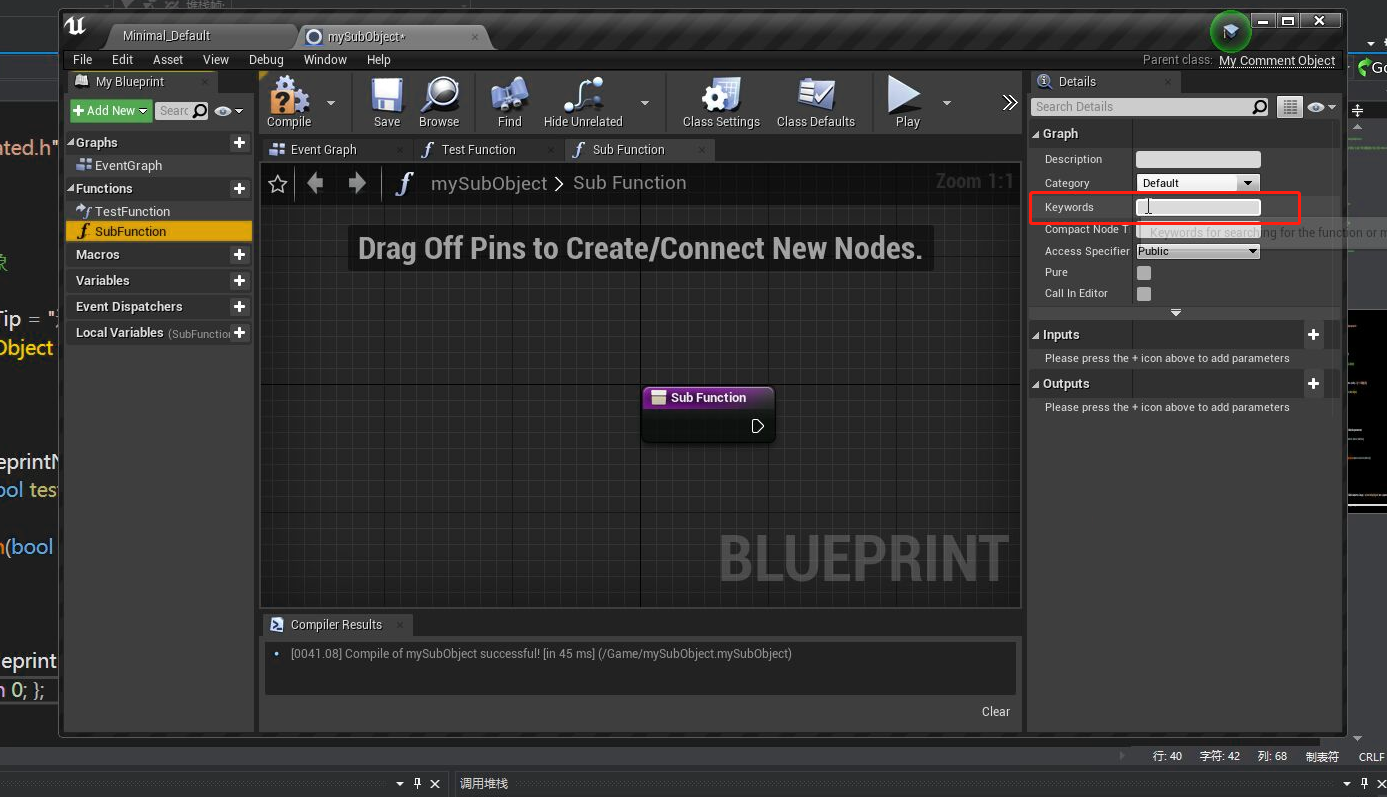 堆栈帧:
Minimal_Default
mySubObject*
File Edit Asset View Debug Window Help
Parent class: My Comment Object
My Blueprint
Add New
Searc
Compile
Save
Browse
Find
Hide Unrelated
Class Settings
Class Defaults
Play
Details
Search Details
Graphs
EventGraph
Functions
TestFunction
SubFunction
Macros
Variables
Event Dispatchers
Local Variables (SubFunction
Event Graph
Test Function
Sub Function
mySubObject > Sub Function
Zoom 1:1
Drag Off Pins to Create/Connect New Nodes.
Sub Function
BLUEPRINT
Compiler Results
[0041.08] Compile of mySubObject successful! [in 45 ms] (/Game/mySubObject.mySubObject)
Clear
Graph
Description
Category Default
Keywords
Compact Node T
Keywords for searching for the function or m
Access Specifier Public
Pure
Call In Editor
Inputs
Please press the + icon above to add parameters
Outputs
Please press the + icon above to add parameters
ated.h"
象
Tip = "
Object
eprintN
ool tes
n(bool
eprint
n 0; };
Go
行: 40 字符: 42 列: 68 制表符 CRLF
调用堆栈